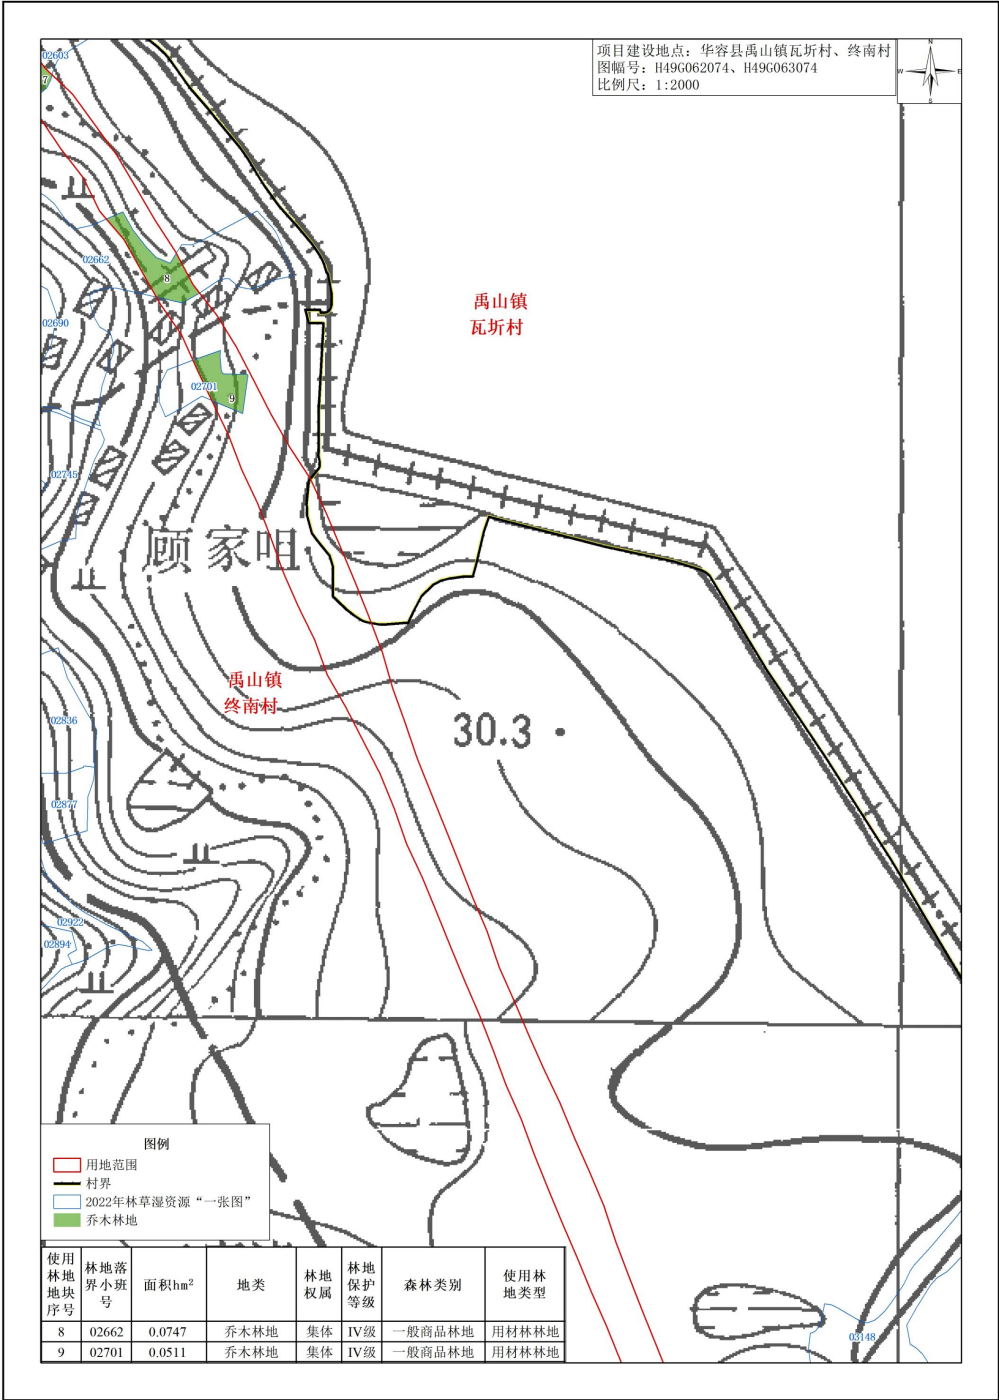 项目建设地点：华容县禹山镇瓦圻村、终南村
图幅号：H49G062074、H49G063074
比例尺：1:2000
N
W
E
S
02603
7
02662
8
02690
禹山镇
瓦圻村
02701
9
02745
顾家咀
禹山镇
终南村
02836
30.3
02877
02922
02894
图例
用地范围
村界
2022年林草湿资源“一张图”
乔木林地
03148
使用林地地块序号 林地落界小班号 面积hm² 地类 林地权属 林地保护等级 森林类别 使用林地类型
8 02662 0.0747 乔木林地 集体 IV级 一般商品林地 用材林林地
9 02701 0.0511 乔木林地 集体 IV级 一般商品林地 用材林林地